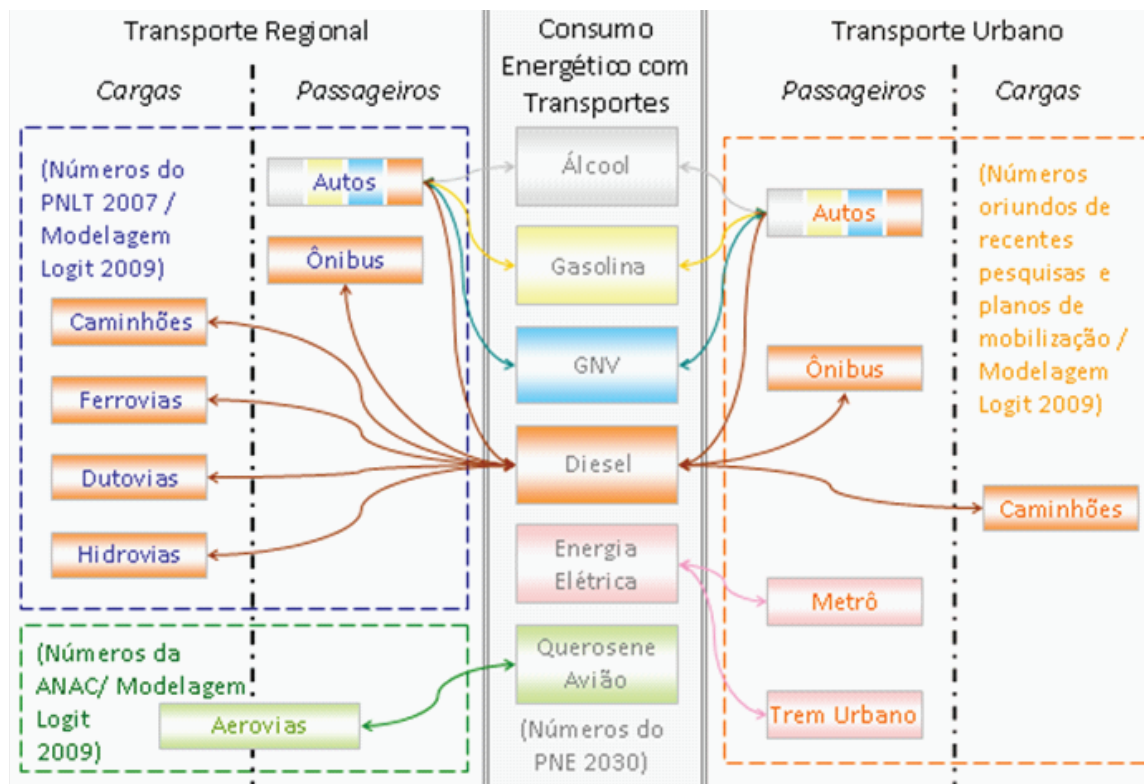 Transporte Regional
Cargas
Passageiros
(Números do
PNLT 2007 /
Modelagem
Logit 2009)
Autos
Ônibus
Caminhões
Ferrovias
Dutovias
Hidrovias
(Números da
ANAC/ Modelagem
Logit
2009)
Aerovias
Consumo
Energético com
Transportes
Álcool
Gasolina
GNV
Diesel
Energia
Elétrica
Querosene
Avião
(Números do
PNE 2030)
Transporte Urbano
Passageiros
Cargas
Autos
Ônibus
Metrô
Trem Urbano
(Números
oriundos de
recentes
pesquisas e
planos de
mobilização /
Modelagem
Logit 2009)
Caminhões